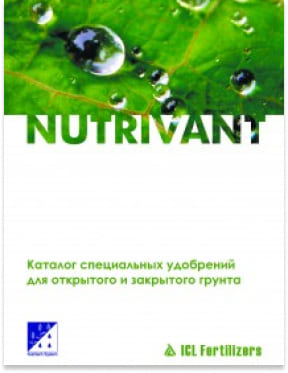 NUTRIVANT
Каталог специальных удобрений
для открытого и закрытого грунта
ICL Fertilizers